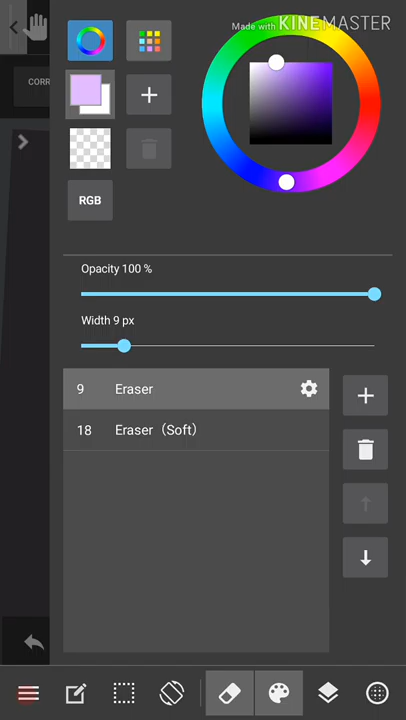 Made with KINEMASTER
CORR
RGB
Opacity 100 %
Width 9 px
9 Eraser
18 Eraser（Soft）